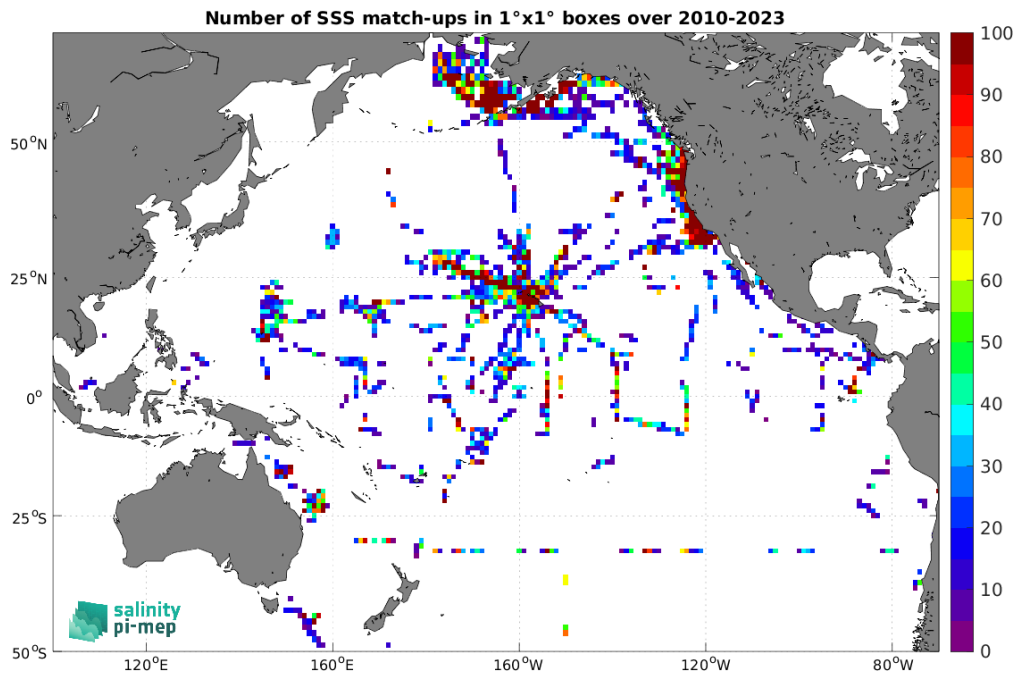 Number of SSS match-ups in 1°x1° boxes over 2010-2023
100
90
80
70
60
50
40
30
20
10
0
50°N
25°N
0°
25°S
50°S
120°E
160°E
160°W
120°W
80°W
salinity
pi-mep